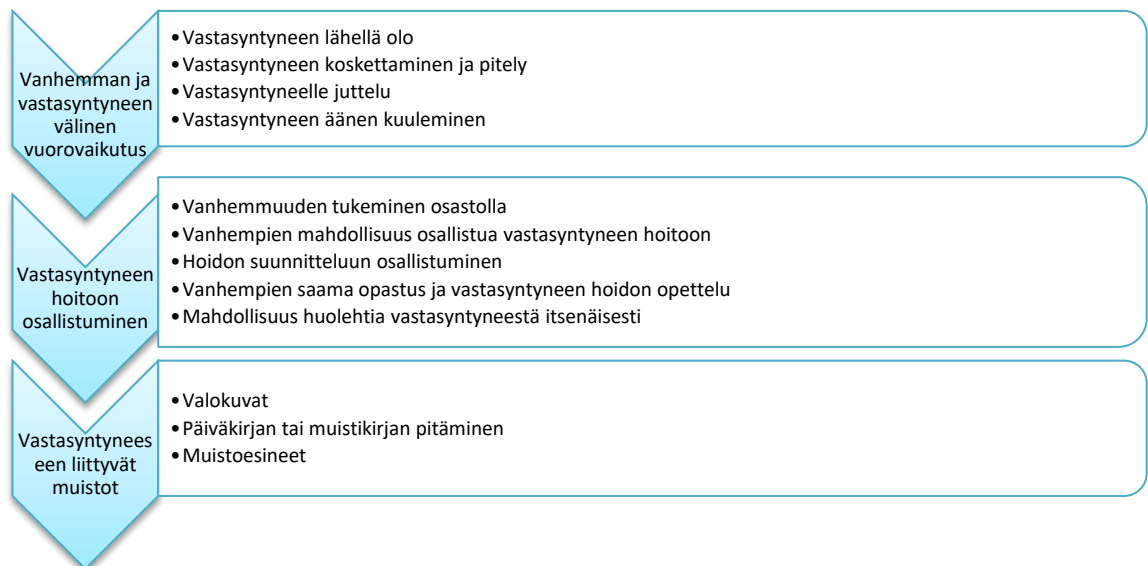 Vanhemman ja
vastasyntyneen
välinen
vuorovaikutus
•Vastasyntyneen lähellä olo
•Vastasyntyneen koskettaminen ja pitely
•Vastasyntyneelle juttelu
•Vastasyntyneen äänen kuuleminen
Vastasyntyneen
hoitoon
osallistuminen
•Vanhemmuuden tukeminen osastolla
•Vanhempien mahdollisuus osallistua vastasyntyneen hoitoon
•Hoidon suunnitteluun osallistuminen
•Vanhempien saama opastus ja vastasyntyneen hoidon opettelu
•Mahdollisuus huolehtia vastasyntyneestä itsenäisesti
Vastasyntynees
een liittyvät
muistot
•Valokuvat
•Päiväkirjan tai muistikirjan pitäminen
•Muistoesineet